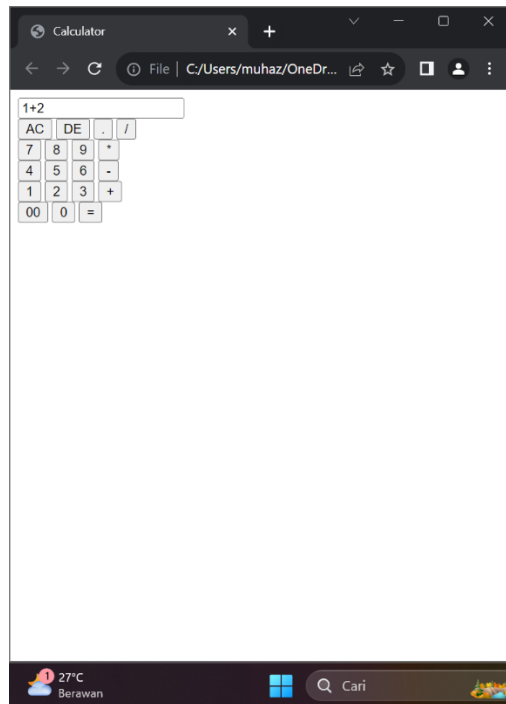 Calculator
File C:/Users/muhaz/OneDr...
1+2
AC DE . /
7 8 9 *
4 5 6 -
1 2 3 +
00 0 =
1 27°C
Berawan
Cari